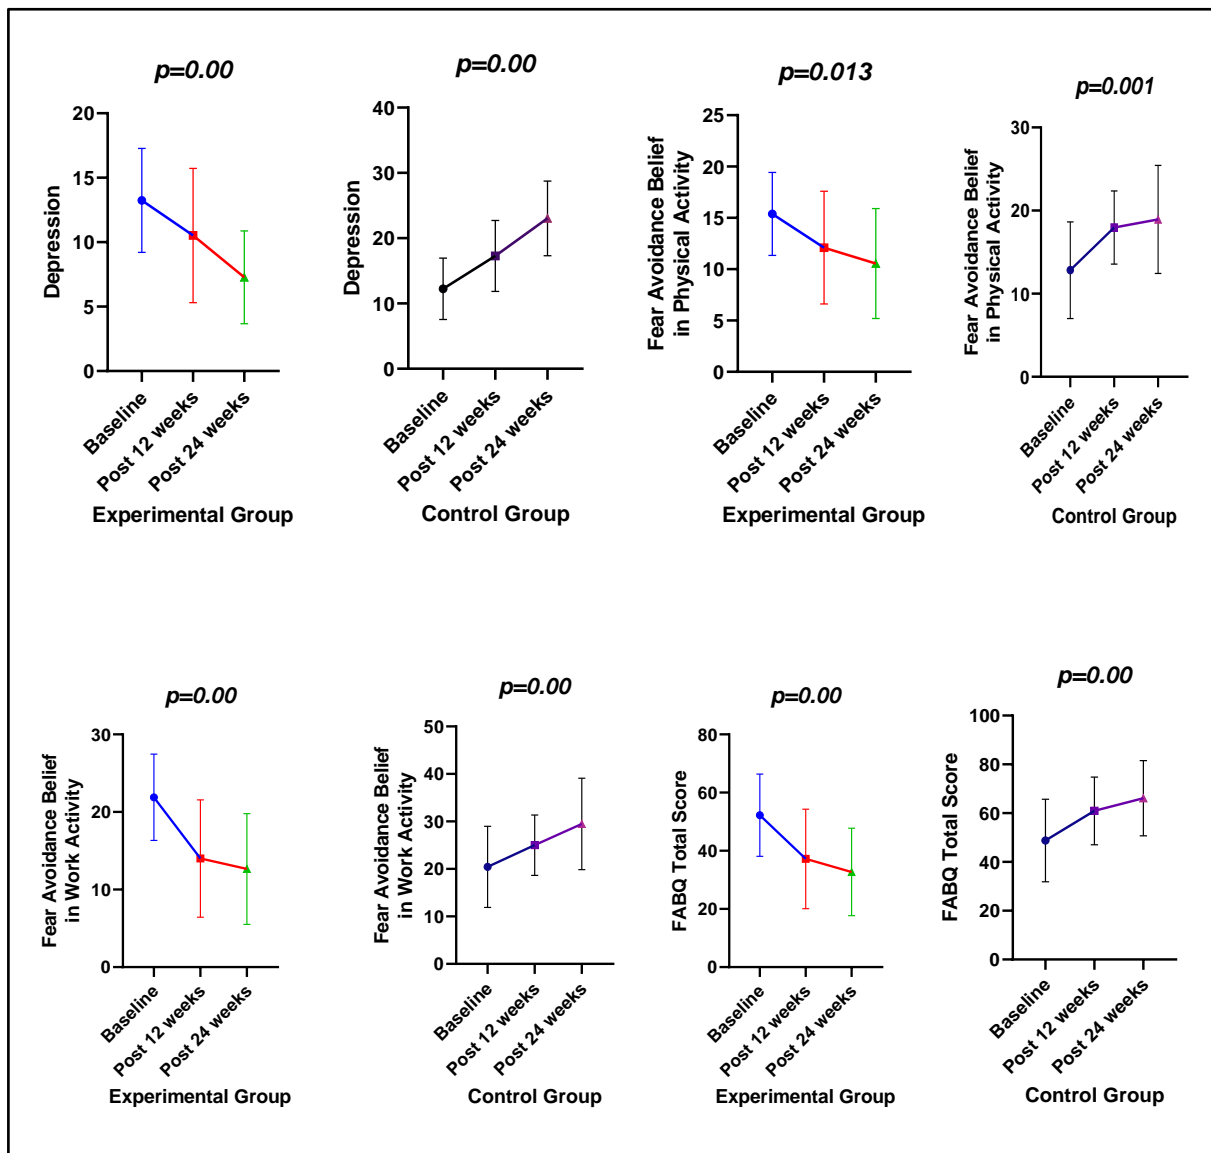 p=0.00
Depression
20
15
10
5
0
Baseline
Post 12 weeks
Post 24 weeks
Experimental Group
p=0.00
Depression
40
30
20
10
0
Baseline
Post 12 weeks
Post 24 weeks
Control Group
p=0.013
Fear Avoidance Belief
in Physical Activity
25
20
15
10
5
0
Baseline
Post 12 weeks
Post 24 weeks
Experimental Group
p=0.001
Fear Avoidance Belief
in Physical Activity
30
20
10
0
Baseline
Post 12 weeks
Post 24 weeks
Control Group
p=0.00
Fear Avoidance Belief
in Work Activity
30
20
10
0
Baseline
Post 12 weeks
Post 24 weeks
Experimental Group
p=0.00
Fear Avoidance Belief
in Work Activity
50
40
30
20
10
0
Baseline
Post 12 weeks
Post 24 weeks
Control Group
p=0.00
FABQ Total Score
80
60
40
20
0
Baseline
Post 12 weeks
Post 24 weeks
Experimental Group
p=0.00
FABQ Total Score
100
80
60
40
20
0
Baseline
Post 12 weeks
Post 24 weeks
Control Group